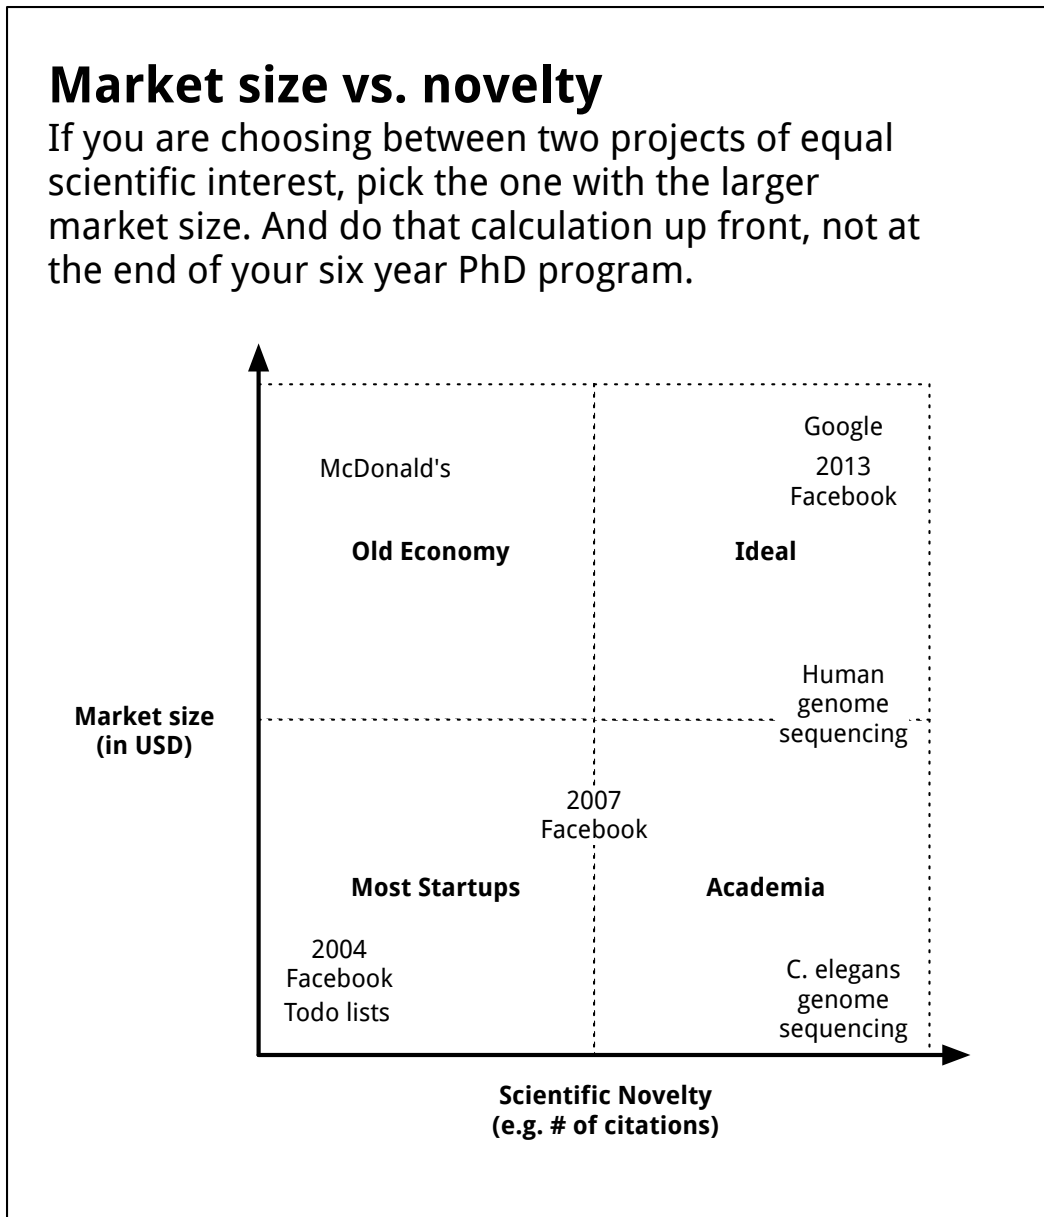 Market size vs. novelty
If you are choosing between two projects of equal
scientific interest, pick the one with the larger
market size. And do that calculation up front, not at
the end of your six year PhD program.
Google
McDonald's
2013
Facebook
Old Economy
Ideal
Human
genome
sequencing
Market size
(in USD)
2007
Facebook
Most Startups
Academia
2004
Facebook
Todo lists
C. elegans
genome
sequencing
Scientific Novelty
(e.g. # of citations)